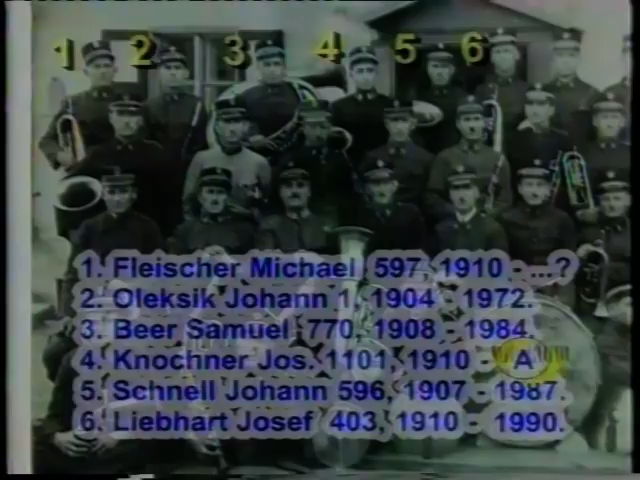 1 2 3 4 5 6
1. Fleischer Michael 597, 1910 - ...?
2. Oleksik Johann 1, 1904 - 1972.
3. Beer Samuel 770, 1908 - 1984.
4. Knochner Jos. 1101, 1910 - A
5. Schnell Johann 596, 1907 - 1987.
6. Liebhart Josef 403, 1910 - 1990.